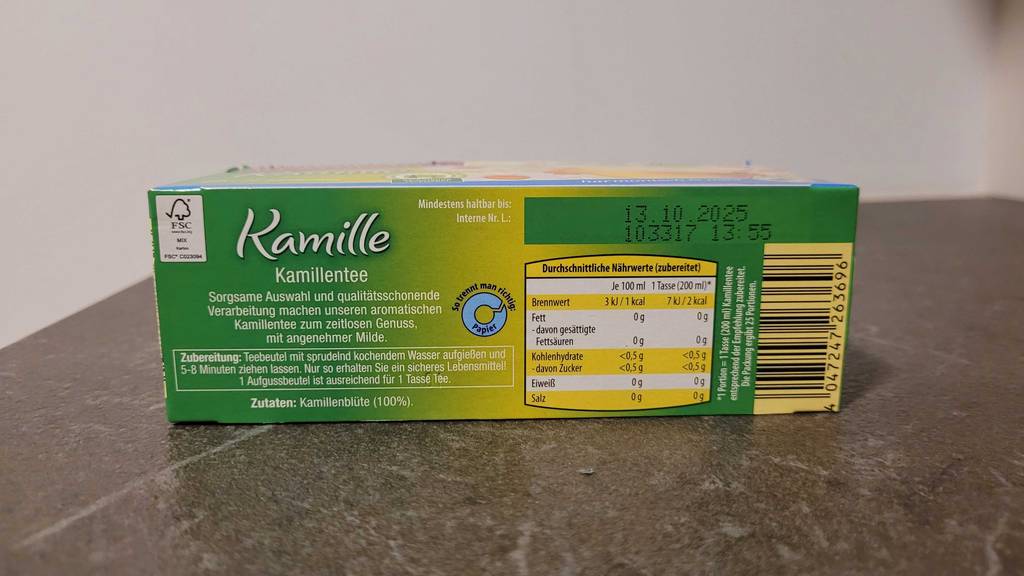 FSC
www.fsc.org
MIX
Karton
FSC® C023094
Kamille
Kamillentee
Sorgsame Auswahl und qualitätsschonende
Verarbeitung machen unseren aromatischen
Kamillentee zum zeitlosen Genuss,
mit angenehmer Milde.
Zubereitung: Teebeutel mit sprudelnd kochendem Wasser aufgießen und
5-8 Minuten ziehen lassen. Nur so erhalten Sie ein sicheres Lebensmittel!
1 Aufgussbeutel ist ausreichend für 1 Tasse Tee.
Zutaten: Kamillenblüte (100%).
Mindestens haltbar bis:
Interne Nr. L.:
13.10.2025
103317 13:55
So trennt man richtig:
Papier
Durchschnittliche Nährwerte (zubereitet)
Je 100 ml 1 Tasse (200 ml)*
Brennwert 3 kJ / 1 kcal 7 kJ / 2 kcal
Fett 0 g 0 g
- davon gesättigte
Fettsäuren 0 g 0 g
Kohlenhydrate <0,5 g <0,5 g
- davon Zucker <0,5 g <0,5 g
Eiweiß 0 g 0 g
Salz 0 g 0 g
*1 Portion = 1 Tasse (200 ml) Kamillentee
entsprechend der Empfehlung zubereitet.
Die Packung ergibt 25 Portionen.
4 047247 263696